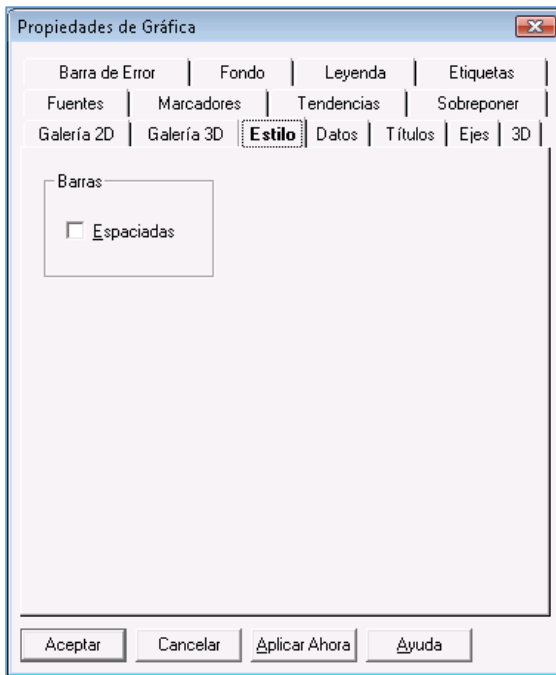 Propiedades de Gráfica
Barra de Error Fondo Leyenda Etiquetas
Fuentes Marcadores Tendencias Sobreponer
Galería 2D Galería 3D Estilo Datos Títulos Ejes 3D
Barras
Espaciadas
Aceptar Cancelar Aplicar Ahora Ayuda